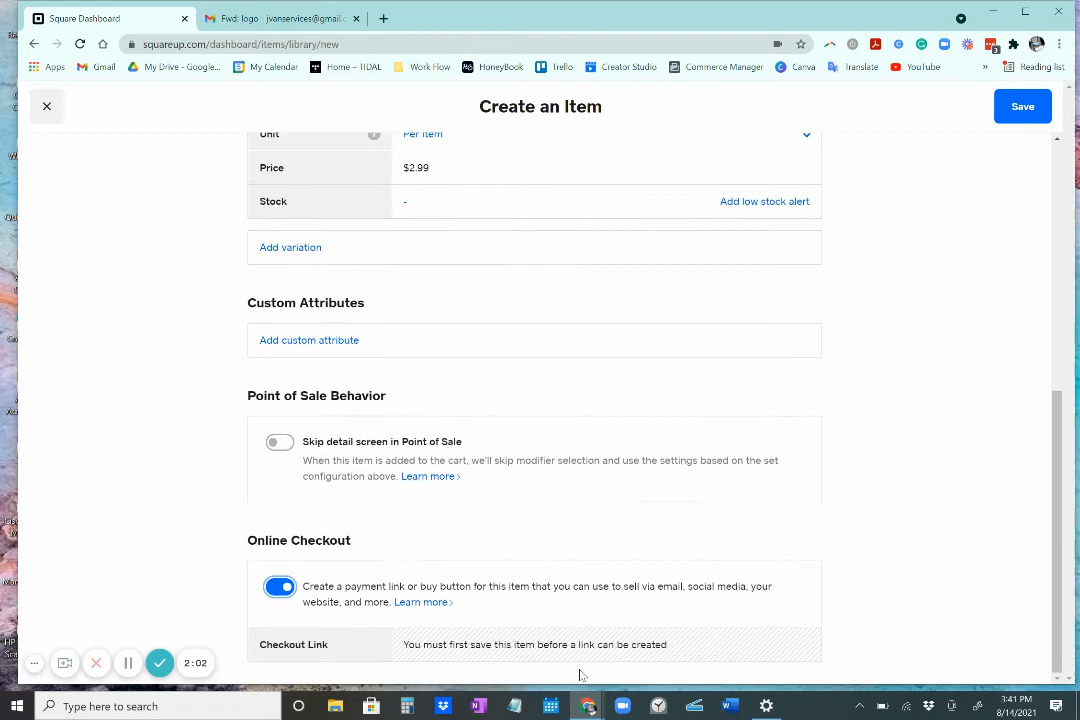 Square Dashboard
Fwd: logo - jvanservices@gmail.c
squareup.com/dashboard/items/library/new
Apps
Gmail
My Drive - Google...
My Calendar
Home – TIDAL
Work Flow
HoneyBook
Trello
Creator Studio
Commerce Manager
Canva
Translate
YouTube
»
Reading list
Create an Item
Save
Unit
Per item
Price
$2.99
Stock
-
Add low stock alert
Add variation
Custom Attributes
Add custom attribute
Point of Sale Behavior
Skip detail screen in Point of Sale
When this item is added to the cart, we'll skip modifier selection and use the settings based on the set
configuration above. Learn more ›
Online Checkout
Create a payment link or buy button for this item that you can use to sell via email, social media, your
website, and more. Learn more ›
Checkout Link
You must first save this item before a link can be created
2:02
Type here to search
3:41 PM
8/14/2021